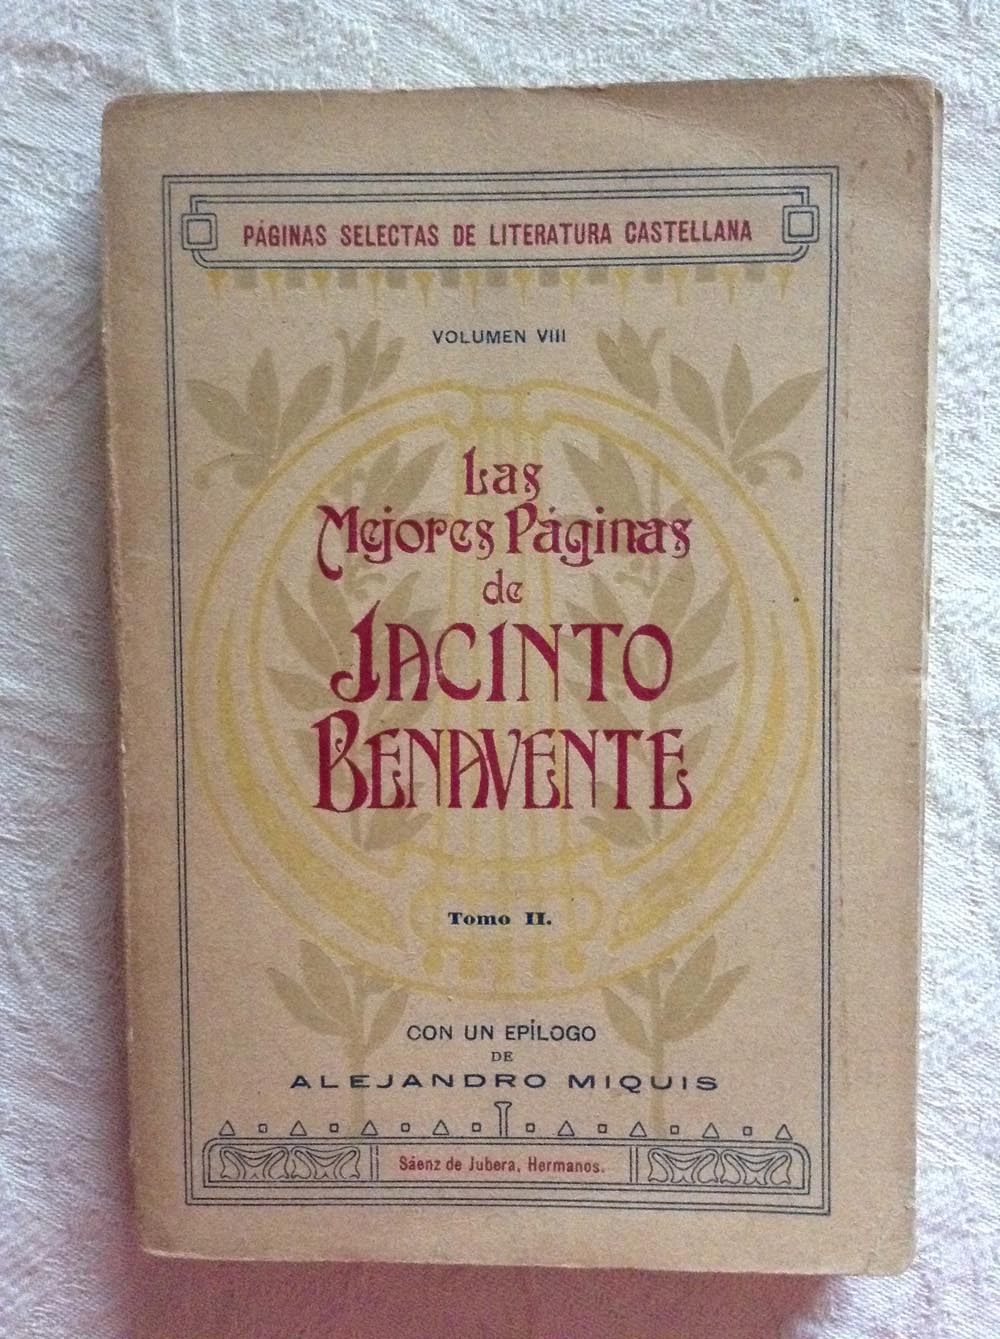 PÁGINAS SELECTAS DE LITERATURA CASTELLANA
VOLUMEN VIII
Las
Mejores Páginas
de
JACINTO
BENAVENTE
Tomo II.
CON UN EPÍLOGO
DE
ALEJANDRO MIQUIS
Sáenz de Jubera, Hermanos.